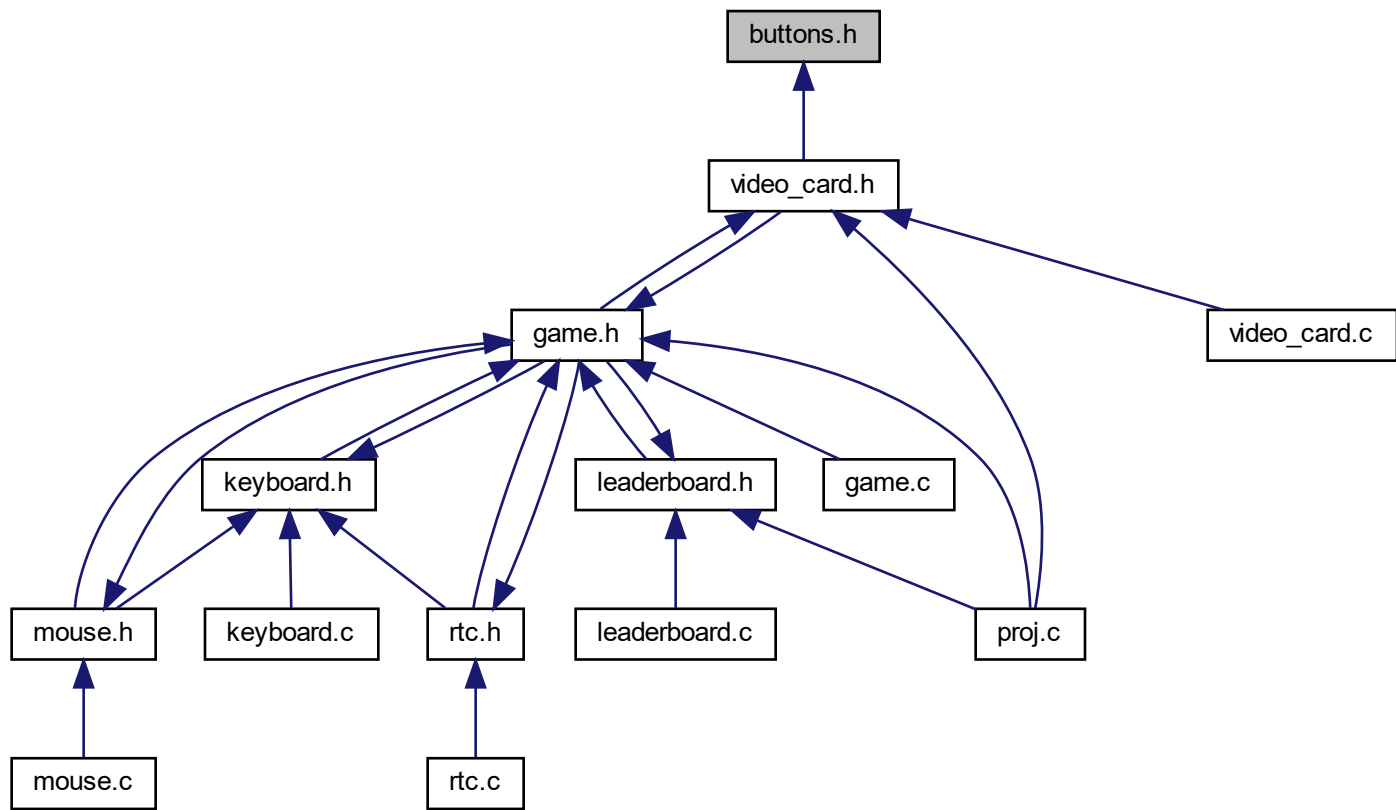 buttons.h
video_card.h
game.h
video_card.c
keyboard.h
leaderboard.h
game.c
mouse.h
keyboard.c
rtc.h
leaderboard.c
proj.c
mouse.c
rtc.c